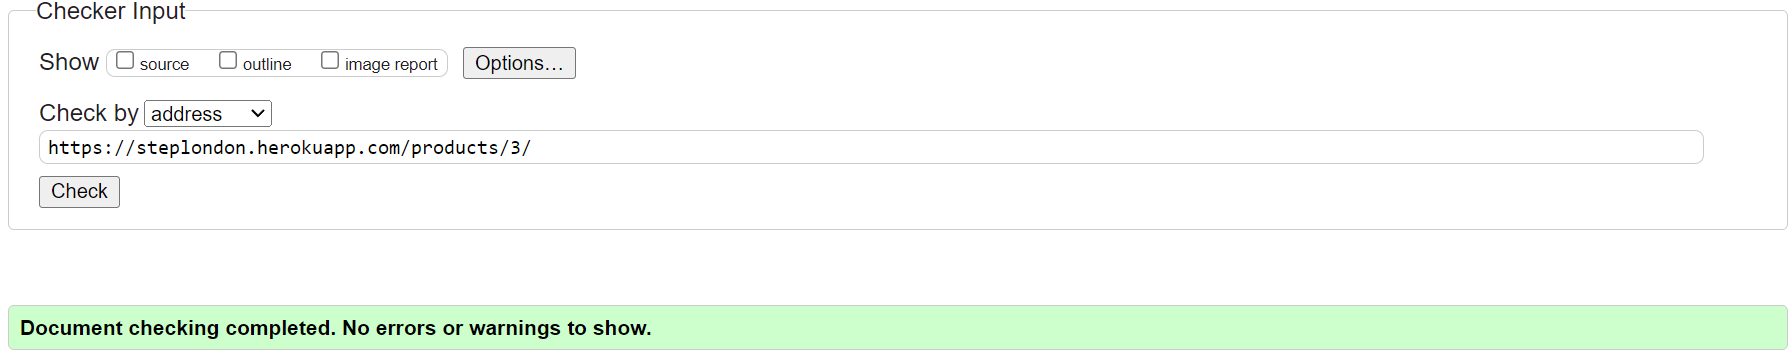 Checker Input
Show source outline image report Options...
Check by address
https://steplondon.herokuapp.com/products/3/
Check
Document checking completed. No errors or warnings to show.